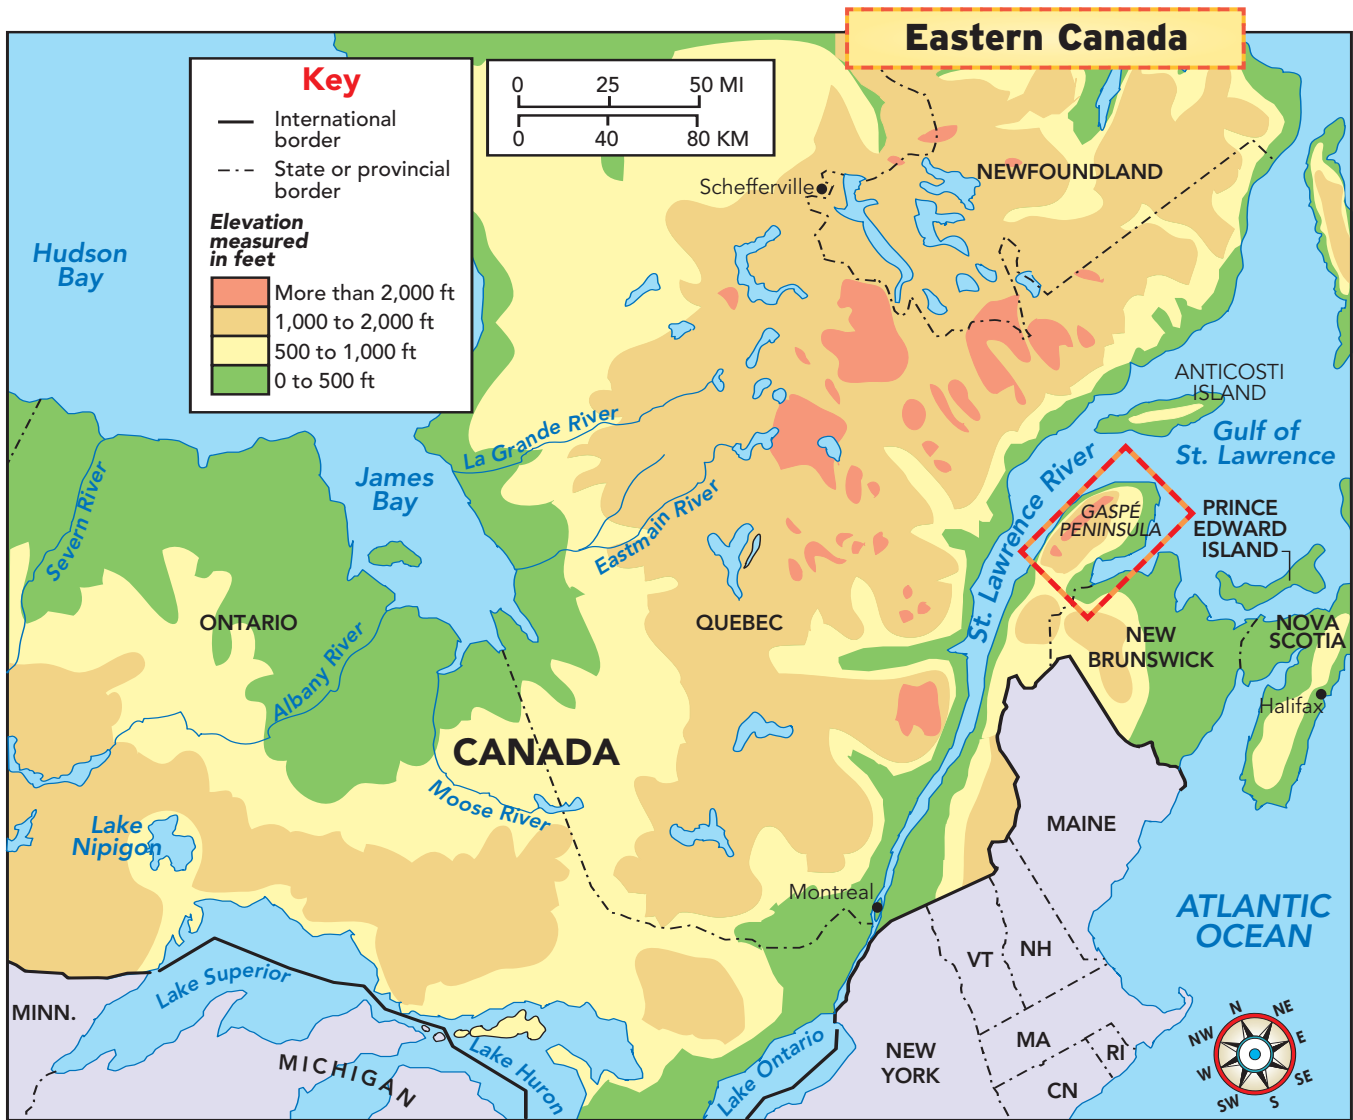 Eastern Canada
Key
International
border
State or provincial
border
Elevation
measured
in feet
More than 2,000 ft
1,000 to 2,000 ft
500 to 1,000 ft
0 to 500 ft
0 25 50 MI
0 40 80 KM
Schefferville
NEWFOUNDLAND
Hudson
Bay
ANTICOSTI
ISLAND
La Grande River
Gulf of
St. Lawrence
James
Bay
Severn River
Eastmain River
St. Lawrence River
GASPÉ
PENINSULA
PRINCE
EDWARD
ISLAND
ONTARIO
QUEBEC
NEW
BRUNSWICK
NOVA
SCOTIA
Albany River
Halifax
CANADA
Moose River
Lake
Nipigon
MAINE
Montreal
ATLANTIC
OCEAN
VT
NH
Lake Superior
MINN.
MICHIGAN
Lake Huron
Lake Ontario
NEW
YORK
MA
RI
CN
N
NE
E
SE
S
SW
W
NW